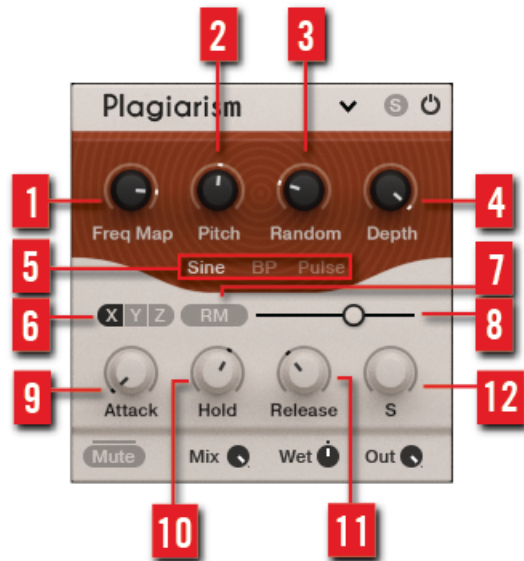 2 3
Plagiarism S
1 4
Freq Map Pitch Random Depth
5 Sine BP Pulse 7
6 X Y Z RM 8
9 Attack Hold Release S 12
Mute Mix Wet Out
10 11